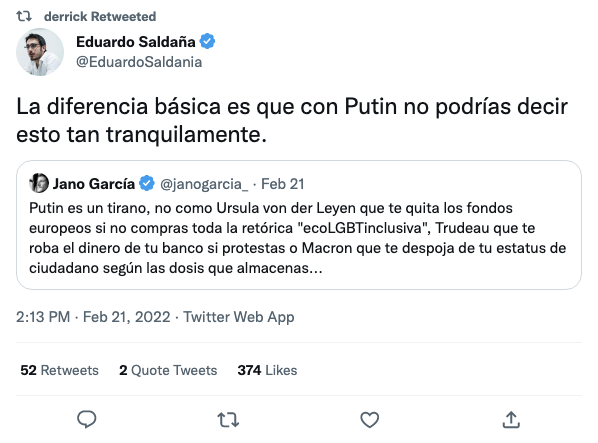 derrick Retweeted
Eduardo Saldaña
@EduardoSaldania
La diferencia básica es que con Putin no podrías decir
esto tan tranquilamente.
Jano García @janogarcia_ · Feb 21
Putin es un tirano, no como Ursula von der Leyen que te quita los fondos
europeos si no compras toda la retórica "ecoLGBTinclusiva", Trudeau que te
roba el dinero de tu banco si protestas o Macron que te despoja de tu estatus de
ciudadano según las dosis que almacenas...
2:13 PM · Feb 21, 2022 · Twitter Web App
52 Retweets 2 Quote Tweets 374 Likes